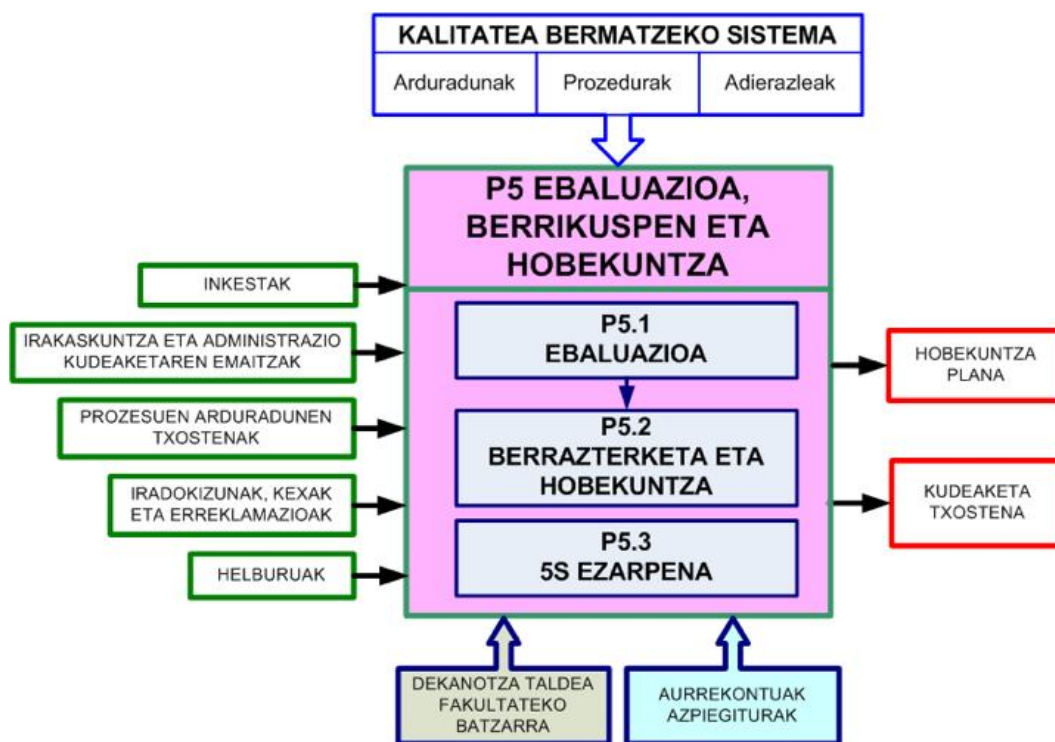 KALITATEA BERMATZEKO SISTEMA
Arduradunak
Prozedurak
Adierazleak
P5 EBALUAZIOA,
BERRIKUSPEN ETA
HOBEKUNTZA
INKESTAK
IRAKASKUNTZA ETA ADMINISTRAZIO
KUDEAKETAREN EMAITZAK
PROZESUEN ARDURADUNEN
TXOSTENAK
IRADOKIZUNAK, KEXAK
ETA ERREKLAMAZIOAK
HELBURUAK
P5.1
EBALUAZIOA
P5.2
BERRAZTERKETA ETA
HOBEKUNTZA
P5.3
5S EZARPENA
HOBEKUNTZA
PLANA
KUDEAKETA
TXOSTENA
DEKANOTZA TALDEA
FAKULTATEKO
BATZARRA
AURREKONTUAK
AZPIEGITURAK